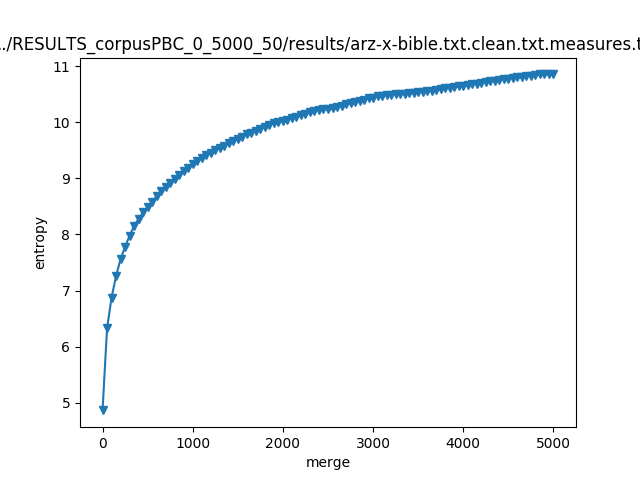 ./RESULTS_corpusPBC_0_5000_50/results/arz-x-bible.txt.clean.txt.measures.t
11
10
9
8
7
6
5
entropy
0 1000 2000 3000 4000 5000
merge